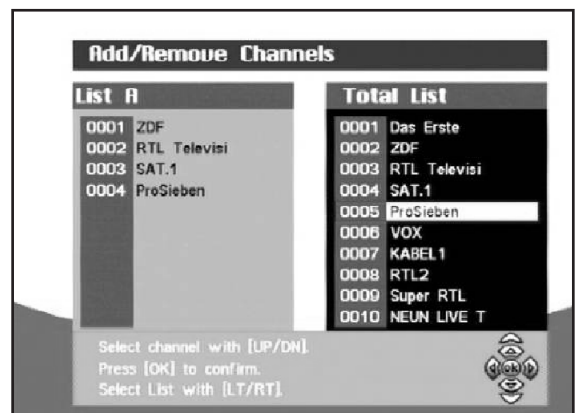 Add/Remove Channels
List A
0001 ZDF
0002 RTL Televisi
0003 SAT.1
0004 ProSieben
Total List
0001 Das Erste
0002 ZDF
0003 RTL Televisi
0004 SAT.1
0005 ProSieben
0006 VOX
0007 KABEL1
0008 RTL2
0009 Super RTL
0010 NEUN LIVE T
Select channel with [UP/DN].
Press [OK] to confirm.
Select List with [LT/RT].
ok